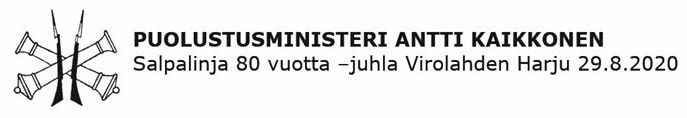 PUOLUSTUSMINISTERI ANTTI KAIKKONEN
Salpalinja 80 vuotta –juhla Virolahden Harju 29.8.2020